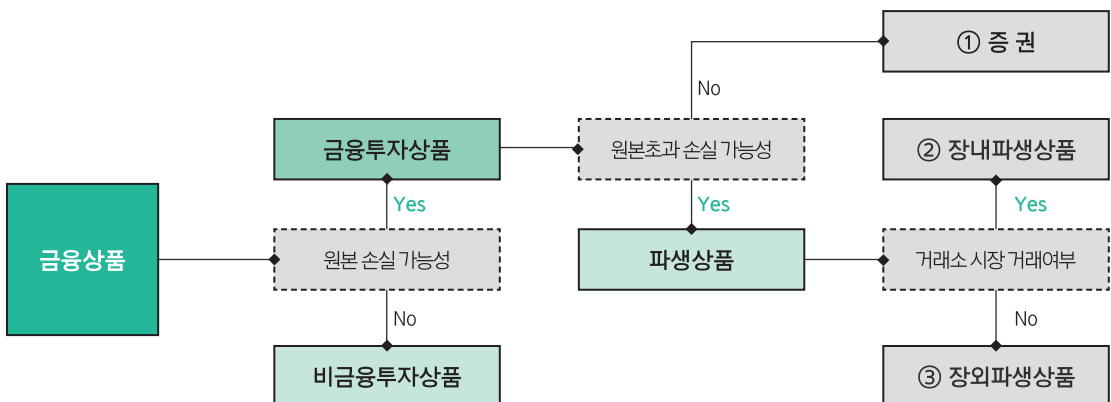 ① 증 권
No
금융투자상품
원본초과 손실 가능성
② 장내파생상품
Yes
Yes
Yes
금융상품
원본 손실 가능성
파생상품
거래소 시장 거래여부
No
No
비금융투자상품
③ 장외파생상품